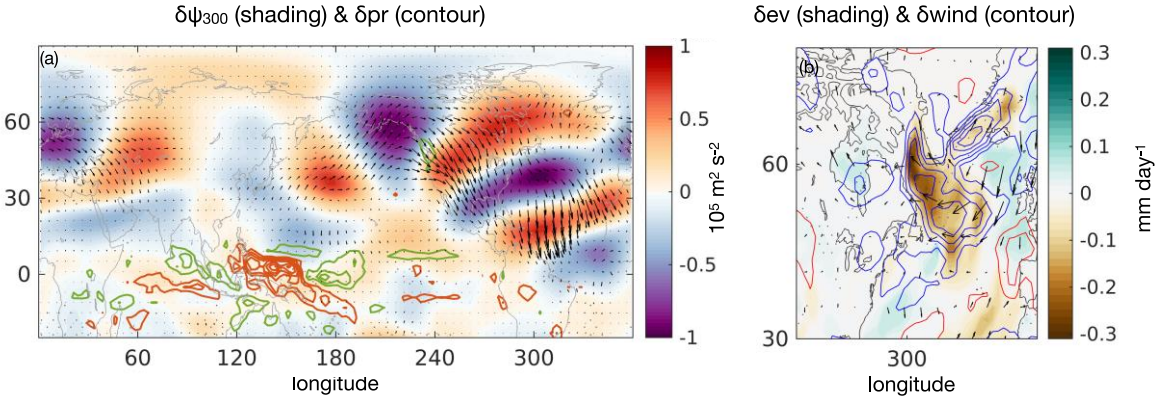 δψ₃₀₀ (shading) & δpr (contour)
(a)
60
30
0
60
120
180
240
300
longitude
1
0.5
0
-0.5
-1
10⁵ m² s⁻²
δev (shading) & δwind (contour)
(b)
60
30
300
longitude
0.3
0.2
0.1
0
-0.1
-0.2
-0.3
mm day⁻¹